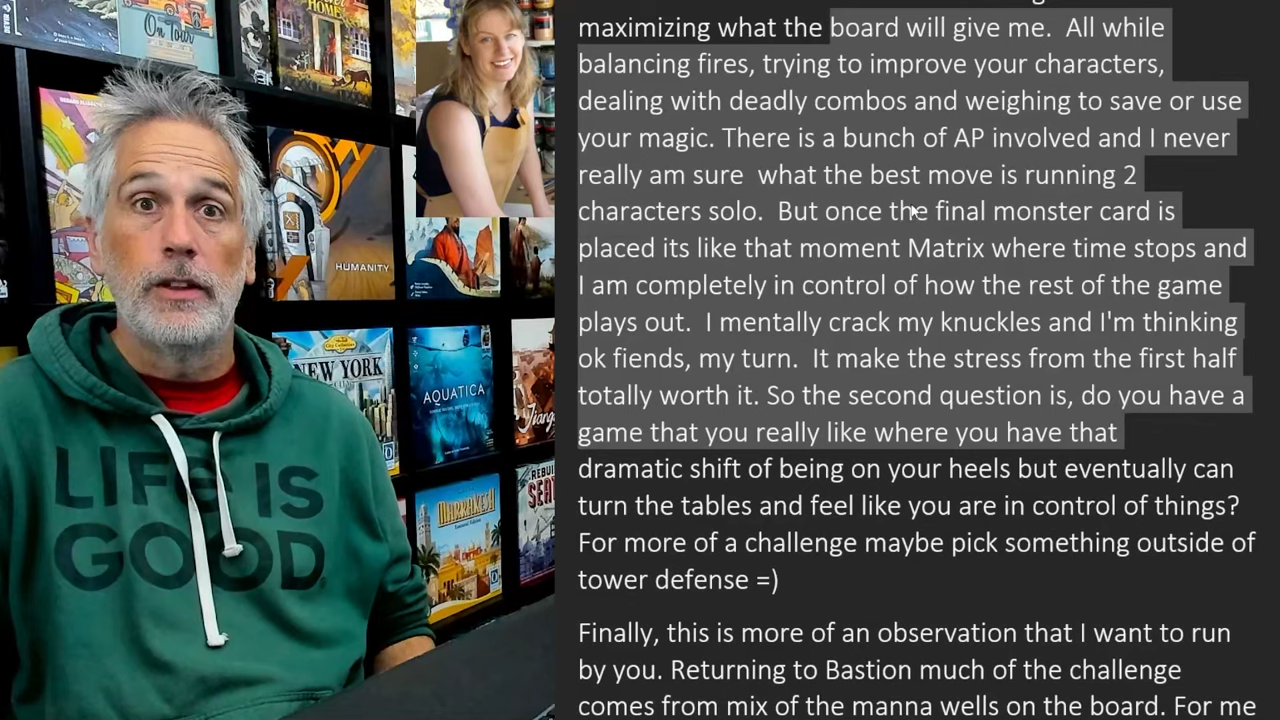 maximizing what the board will give me.  All while
balancing fires, trying to improve your characters,
dealing with deadly combos and weighing to save or use
your magic. There is a bunch of AP involved and I never
really am sure  what the best move is running 2
characters solo.  But once the final monster card is
placed its like that moment Matrix where time stops and
I am completely in control of how the rest of the game
plays out.  I mentally crack my knuckles and I'm thinking
ok fiends, my turn.  It make the stress from the first half
totally worth it. So the second question is, do you have a
game that you really like where you have that
dramatic shift of being on your heels but eventually can
turn the tables and feel like you are in control of things?
For more of a challenge maybe pick something outside of
tower defense =)
Finally, this is more of an observation that I want to run
by you. Returning to Bastion much of the challenge
comes from mix of the manna wells on the board. For me
On Tour
HOME
HUMANITY
NEW YORK
AQUATICA
MARRAKESH
LIFE IS
GOOD